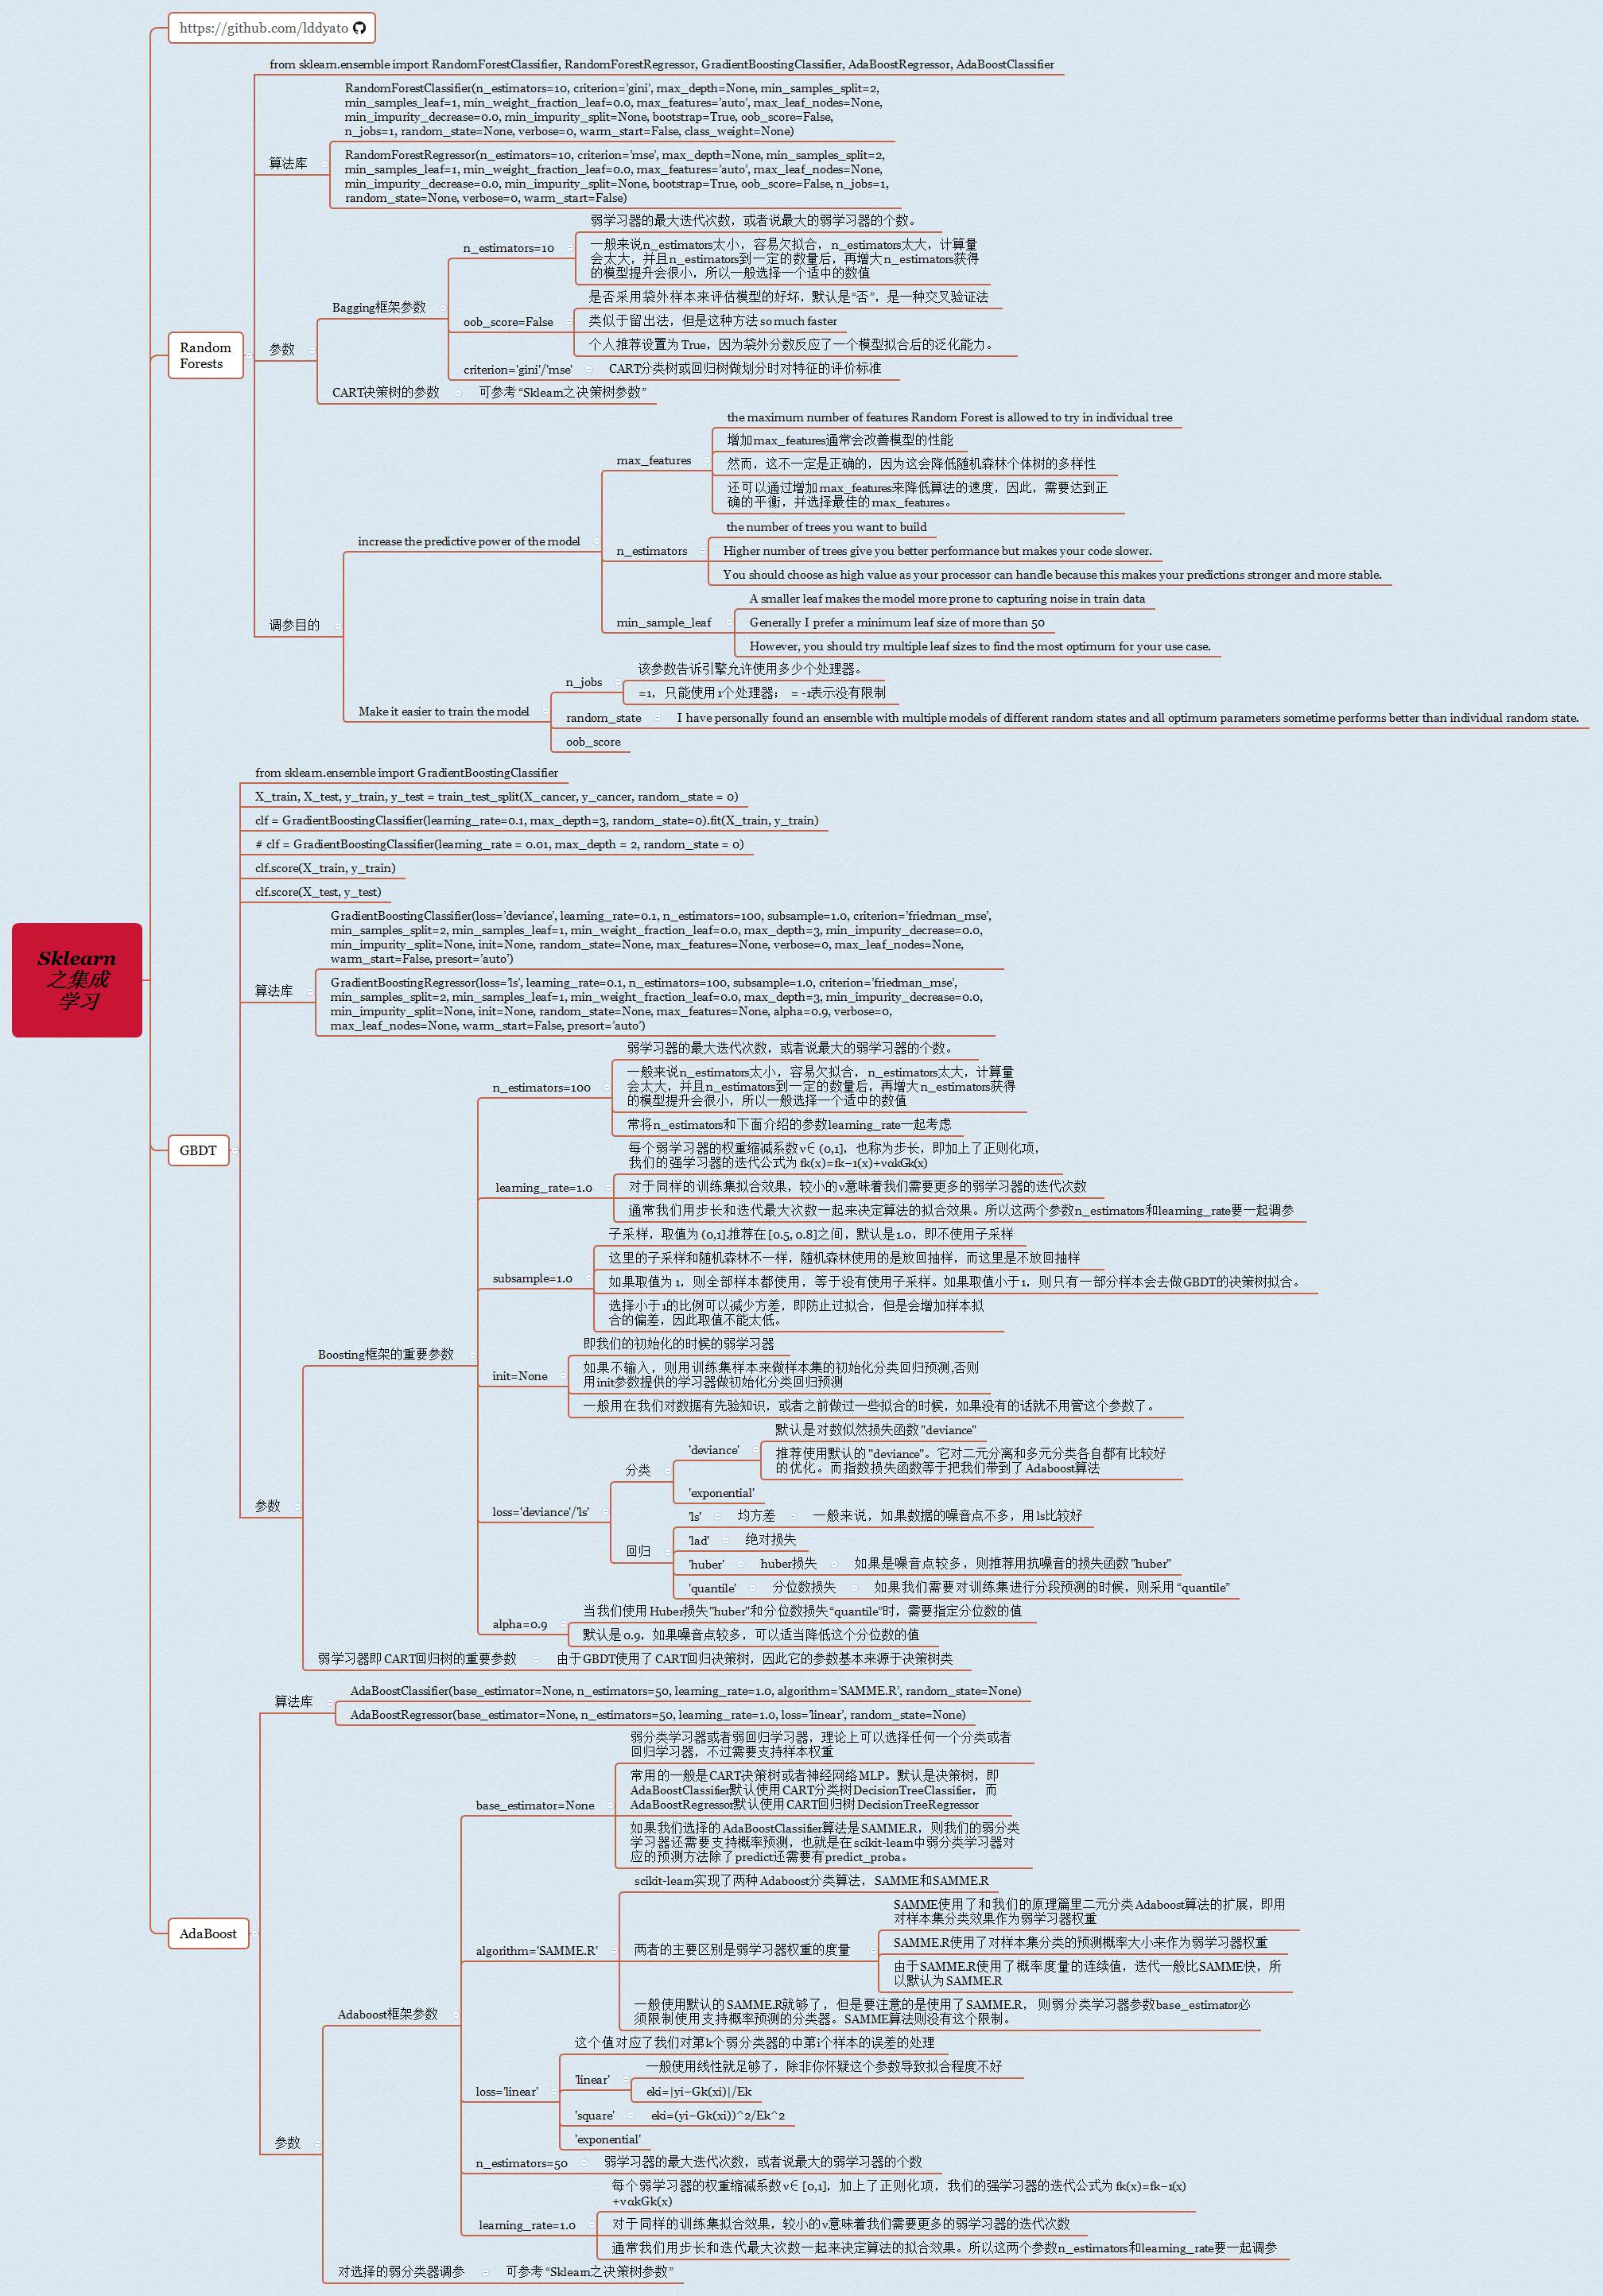 https://github.com/lddyato
from sklearn.ensemble import RandomForestClassifier, RandomForestRegressor, GradientBoostingClassifier, AdaBoostRegressor, AdaBoostClassifier
RandomForestClassifier(n_estimators=10, criterion=’gini’, max_depth=None, min_samples_split=2,
min_samples_leaf=1, min_weight_fraction_leaf=0.0, max_features=’auto’, max_leaf_nodes=None,
min_impurity_decrease=0.0, min_impurity_split=None, bootstrap=True, oob_score=False,
n_jobs=1, random_state=None, verbose=0, warm_start=False, class_weight=None)
算法库
RandomForestRegressor(n_estimators=10, criterion=’mse’, max_depth=None, min_samples_split=2,
min_samples_leaf=1, min_weight_fraction_leaf=0.0, max_features=’auto’, max_leaf_nodes=None,
min_impurity_decrease=0.0, min_impurity_split=None, bootstrap=True, oob_score=False, n_jobs=1,
random_state=None, verbose=0, warm_start=False)
弱学习器的最大迭代次数，或者说最大的弱学习器的个数。
n_estimators=10
一般来说n_estimators太小，容易欠拟合，n_estimators太大，计算量
会太大，并且n_estimators到一定的数量后，再增大n_estimators获得
的模型提升会很小，所以一般选择一个适中的数值
Bagging框架参数
是否采用袋外样本来评估模型的好坏，默认是“否”，是一种交叉验证法
oob_score=False
类似于留出法，但是这种方法 so much faster
个人推荐设置为 True，因为袋外分数反应了一个模型拟合后的泛化能力。
Random
Forests
参数
criterion='gini'/'mse'
CART分类树或回归树做划分时对特征的评价标准
CART决策树的参数
可参考 “Sklearn之决策树参数”
the maximum number of features Random Forest is allowed to try in individual tree
增加max_features通常会改善模型的性能
max_features
然而，这不一定是正确的，因为这会降低随机森林个体树的多样性
还可以通过增加 max_features来降低算法的速度，因此，需要达到正
确的平衡，并选择最佳的max_features。
the number of trees you want to build
increase the predictive power of the model
n_estimators
Higher number of trees give you better performance but makes your code slower.
You should choose as high value as your processor can handle because this makes your predictions stronger and more stable.
A smaller leaf makes the model more prone to capturing noise in train data
调参目的
min_sample_leaf
Generally I prefer a minimum leaf size of more than 50
However, you should try multiple leaf sizes to find the most optimum for your use case.
该参数告诉引擎允许使用多少个处理器。
n_jobs
=1，只能使用1个处理器； = -1表示没有限制
Make it easier to train the model
random_state
I have personally found an ensemble with multiple models of different random states and all optimum parameters sometime performs better than individual random state.
oob_score
from sklearn.ensemble import GradientBoostingClassifier
X_train, X_test, y_train, y_test = train_test_split(X_cancer, y_cancer, random_state = 0)
clf = GradientBoostingClassifier(learning_rate=0.1, max_depth=3, random_state=0).fit(X_train, y_train)
# clf = GradientBoostingClassifier(learning_rate = 0.01, max_depth = 2, random_state = 0)
clf.score(X_train, y_train)
clf.score(X_test, y_test)
Sklearn
之集成
学习
GradientBoostingClassifier(loss=’deviance’, learning_rate=0.1, n_estimators=100, subsample=1.0, criterion=’friedman_mse’,
min_samples_split=2, min_samples_leaf=1, min_weight_fraction_leaf=0.0, max_depth=3, min_impurity_decrease=0.0,
min_impurity_split=None, init=None, random_state=None, max_features=None, verbose=0, max_leaf_nodes=None,
warm_start=False, presort=’auto’)
算法库
GradientBoostingRegressor(loss=’ls’, learning_rate=0.1, n_estimators=100, subsample=1.0, criterion=’friedman_mse’,
min_samples_split=2, min_samples_leaf=1, min_weight_fraction_leaf=0.0, max_depth=3, min_impurity_decrease=0.0,
min_impurity_split=None, init=None, random_state=None, max_features=None, alpha=0.9, verbose=0,
max_leaf_nodes=None, warm_start=False, presort=’auto’)
弱学习器的最大迭代次数，或者说最大的弱学习器的个数。
n_estimators=100
一般来说n_estimators太小，容易欠拟合，n_estimators太大，计算量
会太大，并且n_estimators到一定的数量后，再增大n_estimators获得
的模型提升会很小，所以一般选择一个适中的数值
常将n_estimators和下面介绍的参数learning_rate一起考虑
GBDT
每个弱学习器的权重缩减系数ν∈ (0,1]，也称为步长，即加上了正则化项，
我们的强学习器的迭代公式为 fk(x)=fk−1(x)+ναkGk(x)
learning_rate=1.0
对于同样的训练集拟合效果，较小的ν意味着我们需要更多的弱学习器的迭代次数
通常我们用步长和迭代最大次数一起来决定算法的拟合效果。所以这两个参数n_estimators和learning_rate要一起调参
子采样，取值为 (0,1].推荐在 [0.5, 0.8]之间，默认是1.0，即不使用子采样
这里的子采样和随机森林不一样，随机森林使用的是放回抽样，而这里是不放回抽样
subsample=1.0
如果取值为 1，则全部样本都使用，等于没有使用子采样。如果取值小于1，则只有一部分样本会去做GBDT的决策树拟合。
选择小于1的比例可以减少方差，即防止过拟合，但是会增加样本拟
合的偏差，因此取值不能太低。
Boosting框架的重要参数
即我们的初始化的时候的弱学习器
init=None
如果不输入，则用训练集样本来做样本集的初始化分类回归预测,否则
用init参数提供的学习器做初始化分类回归预测
一般用在我们对数据有先验知识，或者之前做过一些拟合的时候，如果没有的话就不用管这个参数了。
默认是对数似然损失函数 "deviance"
'deviance'
推荐使用默认的 "deviance"。它对二元分离和多元分类各自都有比较好
的优化。而指数损失函数等于把我们带到了 Adaboost算法
分类
'exponential'
参数
loss='deviance'/'ls'
'ls'
均方差
一般来说，如果数据的噪音点不多，用 ls比较好
'lad'
绝对损失
回归
'huber'
huber损失
如果是噪音点较多，则推荐用抗噪音的损失函数 "huber"
'quantile'
分位数损失
如果我们需要对训练集进行分段预测的时候，则采用 “quantile”
当我们使用 Huber损失"huber"和分位数损失“quantile”时，需要指定分位数的值
alpha=0.9
默认是 0.9，如果噪音点较多，可以适当降低这个分位数的值
弱学习器即 CART回归树的重要参数
由于GBDT使用了 CART回归决策树，因此它的参数基本来源于决策树类
算法库
AdaBoostClassifier(base_estimator=None, n_estimators=50, learning_rate=1.0, algorithm=’SAMME.R’, random_state=None)
AdaBoostRegressor(base_estimator=None, n_estimators=50, learning_rate=1.0, loss=’linear’, random_state=None)
弱分类学习器或者弱回归学习器，理论上可以选择任何一个分类或者
回归学习器，不过需要支持样本权重
base_estimator=None
常用的一般是CART决策树或者神经网络 MLP。默认是决策树，即
AdaBoostClassifier默认使用 CART分类树DecisionTreeClassifier，而
AdaBoostRegressor默认使用 CART回归树 DecisionTreeRegressor
如果我们选择的 AdaBoostClassifier算法是 SAMME.R，则我们的弱分类
学习器还需要支持概率预测，也就是在 scikit-learn中弱分类学习器对
应的预测方法除了predict还需要有predict_proba。
scikit-learn实现了两种 Adaboost分类算法，SAMME和SAMME.R
AdaBoost
algorithm='SAMME.R'
两者的主要区别是弱学习器权重的度量
SAMME使用了和我们的原理篇里二元分类 Adaboost算法的扩展，即用
对样本集分类效果作为弱学习器权重
SAMME.R使用了对样本集分类的预测概率大小来作为弱学习器权重
由于SAMME.R使用了概率度量的连续值，迭代一般比SAMME快，所
以默认为 SAMME.R
一般使用默认的 SAMME.R就够了，但是要注意的是使用了SAMME.R， 则弱分类学习器参数base_estimator必
须限制使用支持概率预测的分类器。SAMME算法则没有这个限制。
Adaboost框架参数
这个值对应了我们对第k个弱分类器的中第i个样本的误差的处理
'linear'
一般使用线性就足够了，除非你怀疑这个参数导致拟合程度不好
eki=|yi−Gk(xi)|/Ek
loss='linear'
'square'
eki=(yi−Gk(xi))^2/Ek^2
'exponential'
参数
n_estimators=50
弱学习器的最大迭代次数，或者说最大的弱学习器的个数
每个弱学习器的权重缩减系数ν∈ [0,1]，加上了正则化项，我们的强学习器的迭代公式为 fk(x)=fk−1(x)
+ναkGk(x)
learning_rate=1.0
对于同样的训练集拟合效果，较小的ν意味着我们需要更多的弱学习器的迭代次数
通常我们用步长和迭代最大次数一起来决定算法的拟合效果。所以这两个参数n_estimators和learning_rate要一起调参
对选择的弱分类器调参
可参考 “Sklearn之决策树参数”